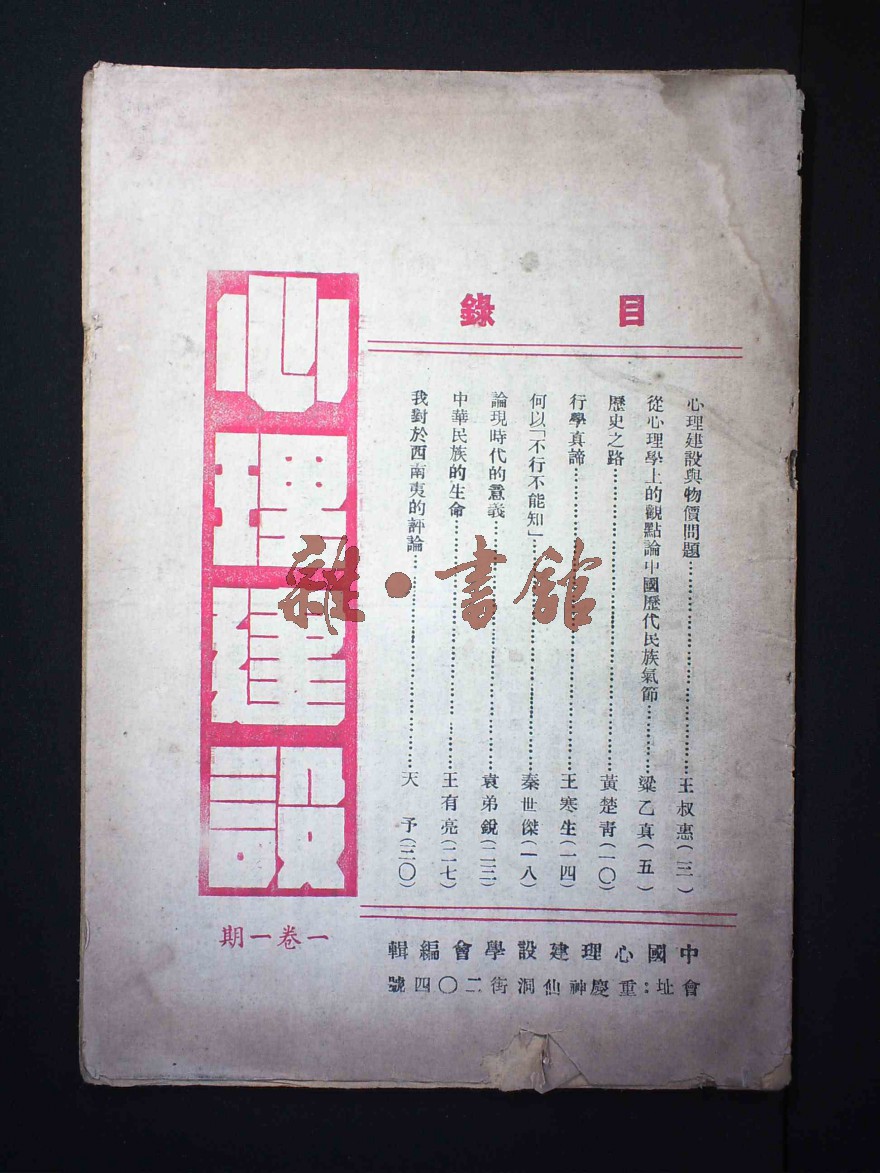 目錄
心理建設與物價問題……王叔惠(三)
從心理學上的觀點論中國歷代民族氣節……梁乙真(五)
歷史之路……黃楚青(一〇)
行學真諦……王寒生(一四)
何以「不行不能知」……秦世傑(一八)
論現時代的意義……袁弟銳(二三)
中華民族的生命……王有亮(二七)
我對於西南夷的評論……天予(三〇)
心理建設
一卷一期
中國心理建設學會編輯
會址:重慶神仙洞街二〇四號
雜·書館